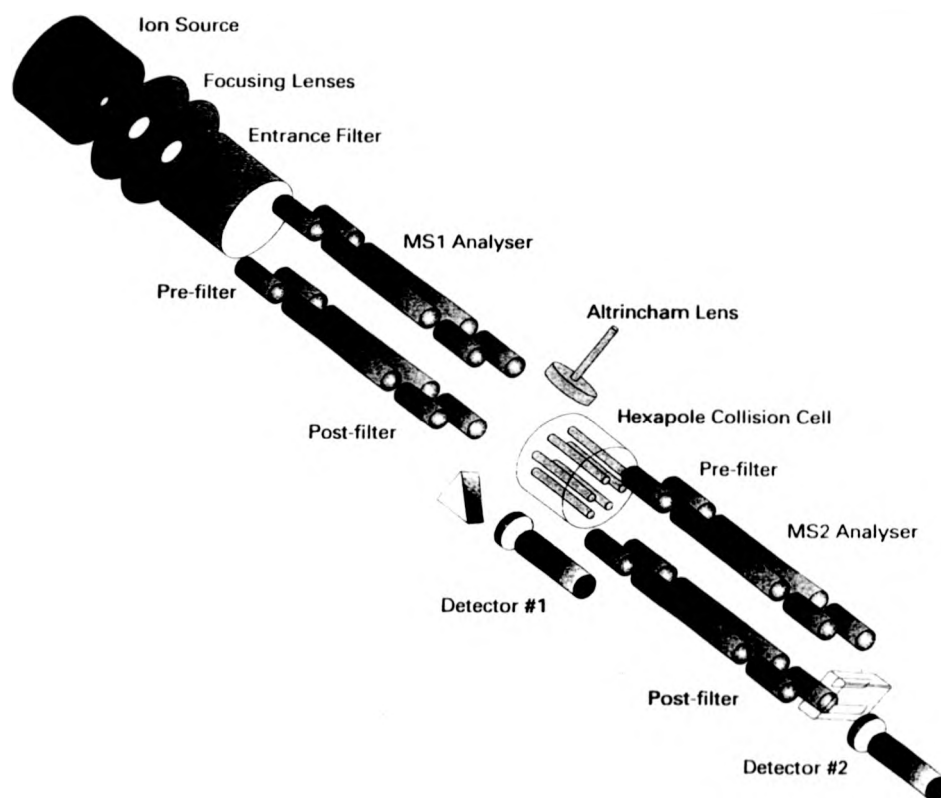 Ion Source
Focusing Lenses
Entrance Filter
MS1 Analyser
Pre-filter
Altrincham Lens
Post-filter
Hexapole Collision Cell
Pre-filter
MS2 Analyser
Detector #1
Post-filter
Detector #2